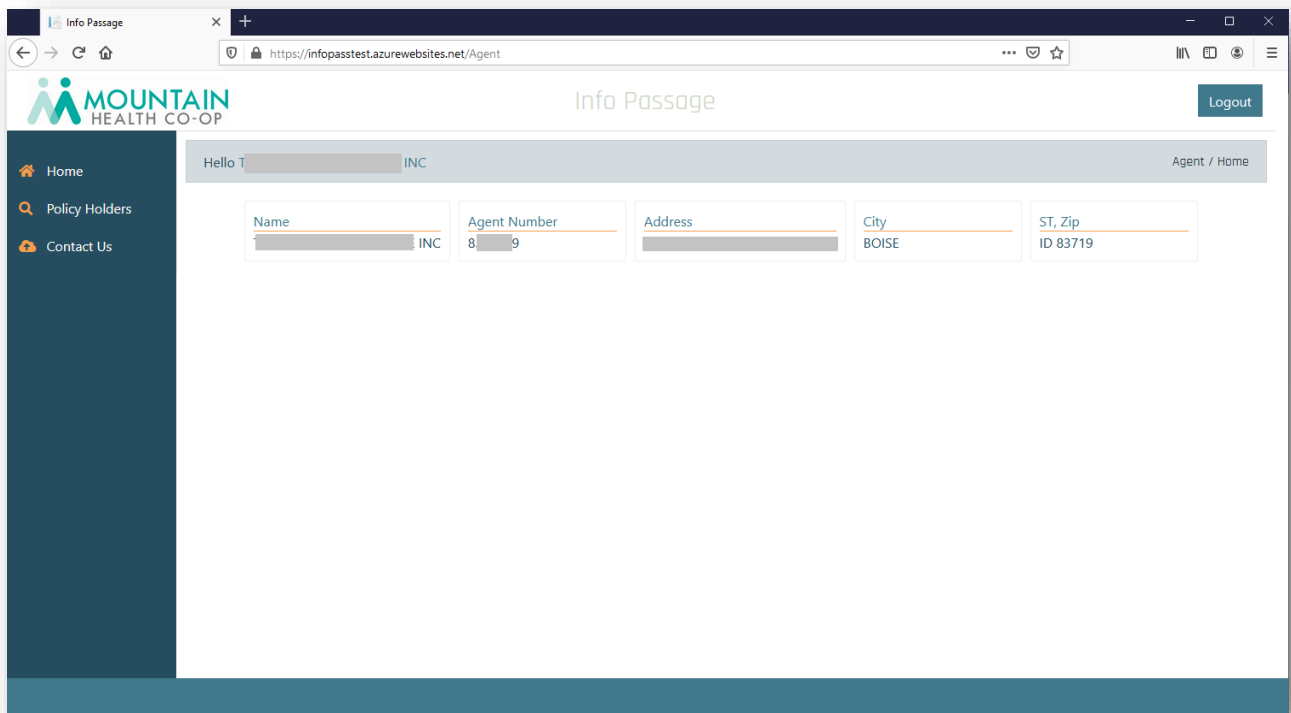 Info Passage
https://infopasstest.azurewebsites.net/Agent
MOUNTAIN
HEALTH CO-OP
Info Passage
Logout
Home
Policy Holders
Contact Us
Hello T INC
Agent / Home
Name
INC
Agent Number
8 9
Address
City
BOISE
ST, Zip
ID 83719